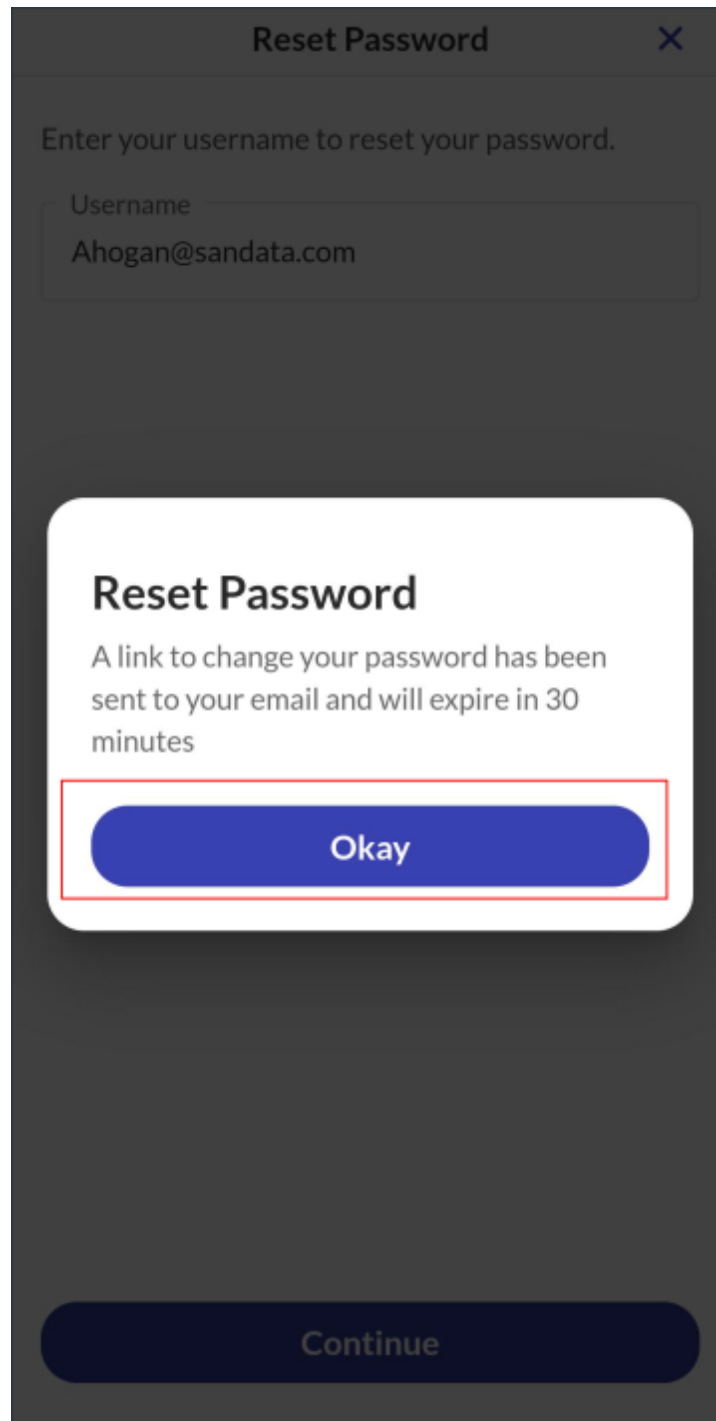 Reset Password
Enter your username to reset your password.
Username
Ahogan@sandata.com
Reset Password
A link to change your password has been
sent to your email and will expire in 30
minutes
Okay
Continue